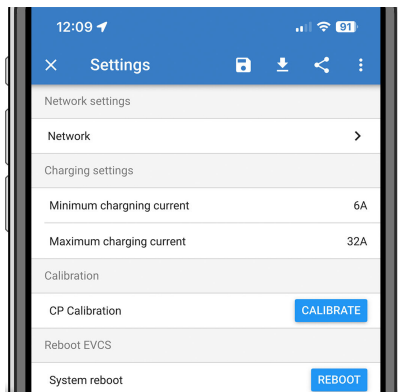 12:09
91
Settings
Network settings
Network
Charging settings
Minimum chargning current
6A
Maximum charging current
32A
Calibration
CP Calibration
CALIBRATE
Reboot EVCS
System reboot
REBOOT